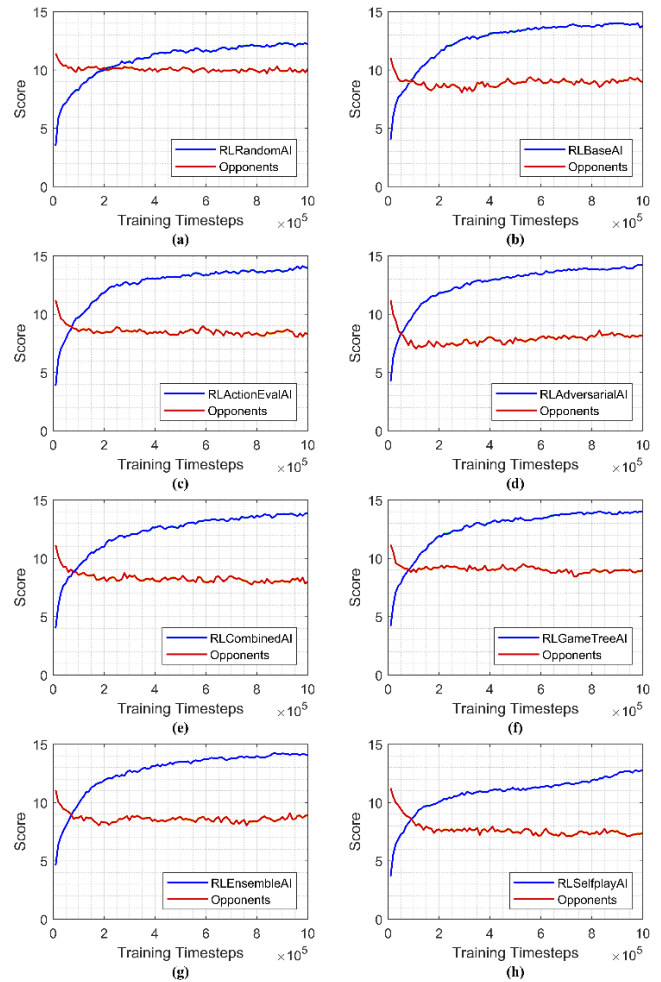 15
10
5
0
Score
RLRandomAI
Opponents
0 2 4 6 8 10
Training Timesteps ×10^5
(a)
15
10
5
0
Score
RLBaseAI
Opponents
0 2 4 6 8 10
Training Timesteps ×10^5
(b)
15
10
5
0
Score
RLActionEvalAI
Opponents
0 2 4 6 8 10
Training Timesteps ×10^5
(c)
15
10
5
0
Score
RLAdversarialAI
Opponents
0 2 4 6 8 10
Training Timesteps ×10^5
(d)
15
10
5
0
Score
RLCombinedAI
Opponents
0 2 4 6 8 10
Training Timesteps ×10^5
(e)
15
10
5
0
Score
RLGameTreeAI
Opponents
0 2 4 6 8 10
Training Timesteps ×10^5
(f)
15
10
5
0
Score
RLEnsembleAI
Opponents
0 2 4 6 8 10
Training Timesteps ×10^5
(g)
15
10
5
0
Score
RLSelfplayAI
Opponents
0 2 4 6 8 10
Training Timesteps ×10^5
(h)